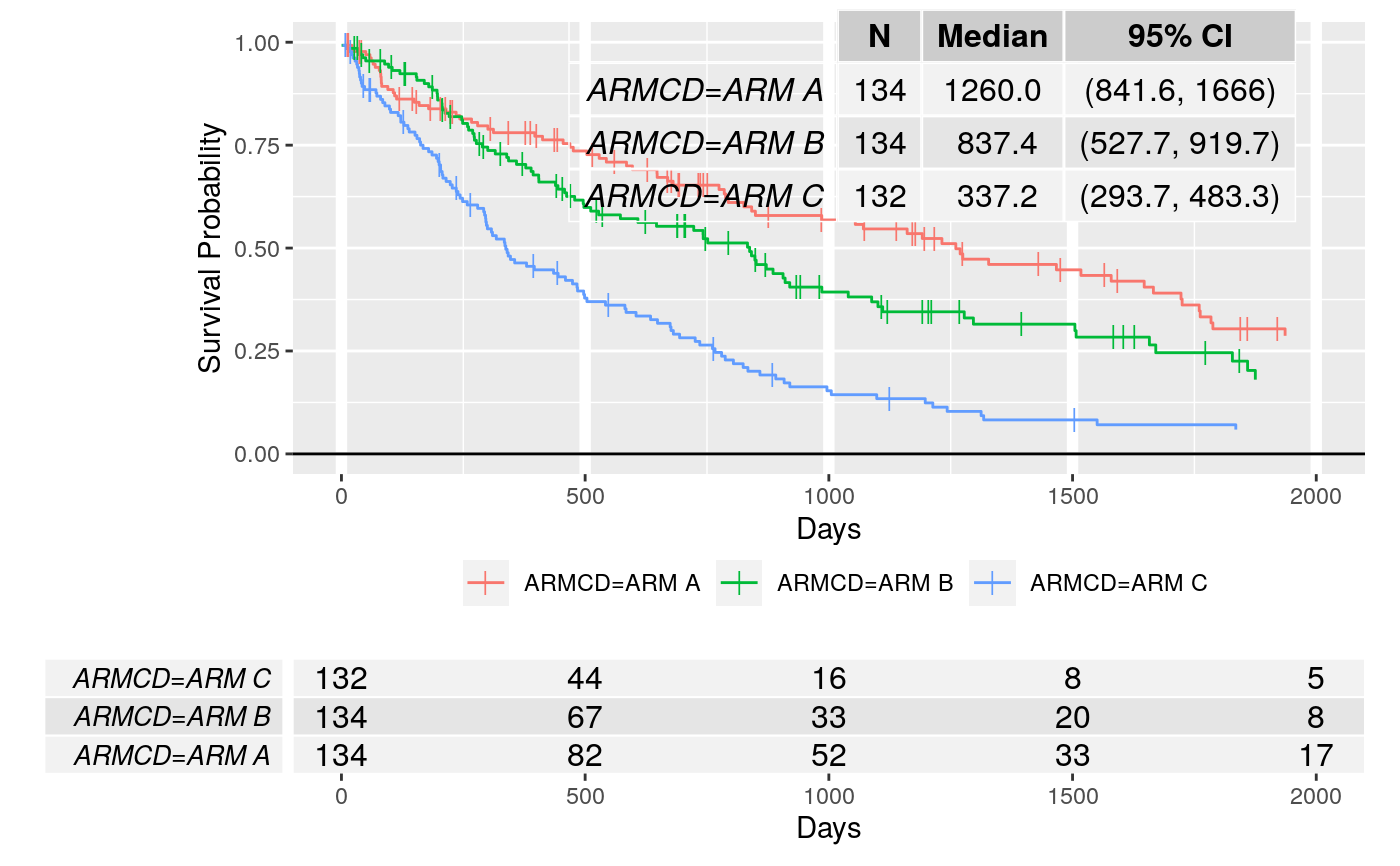 N Median 95% CI
ARMCD=ARM A 134 1260.0 (841.6, 1666)
ARMCD=ARM B 134 837.4 (527.7, 919.7)
ARMCD=ARM C 132 337.2 (293.7, 483.3)
Survival Probability
1.00
0.75
0.50
0.25
0.00
0 500 1000 1500 2000
Days
ARMCD=ARM A ARMCD=ARM B ARMCD=ARM C
ARMCD=ARM C 132 44 16 8 5
ARMCD=ARM B 134 67 33 20 8
ARMCD=ARM A 134 82 52 33 17
0 500 1000 1500 2000
Days